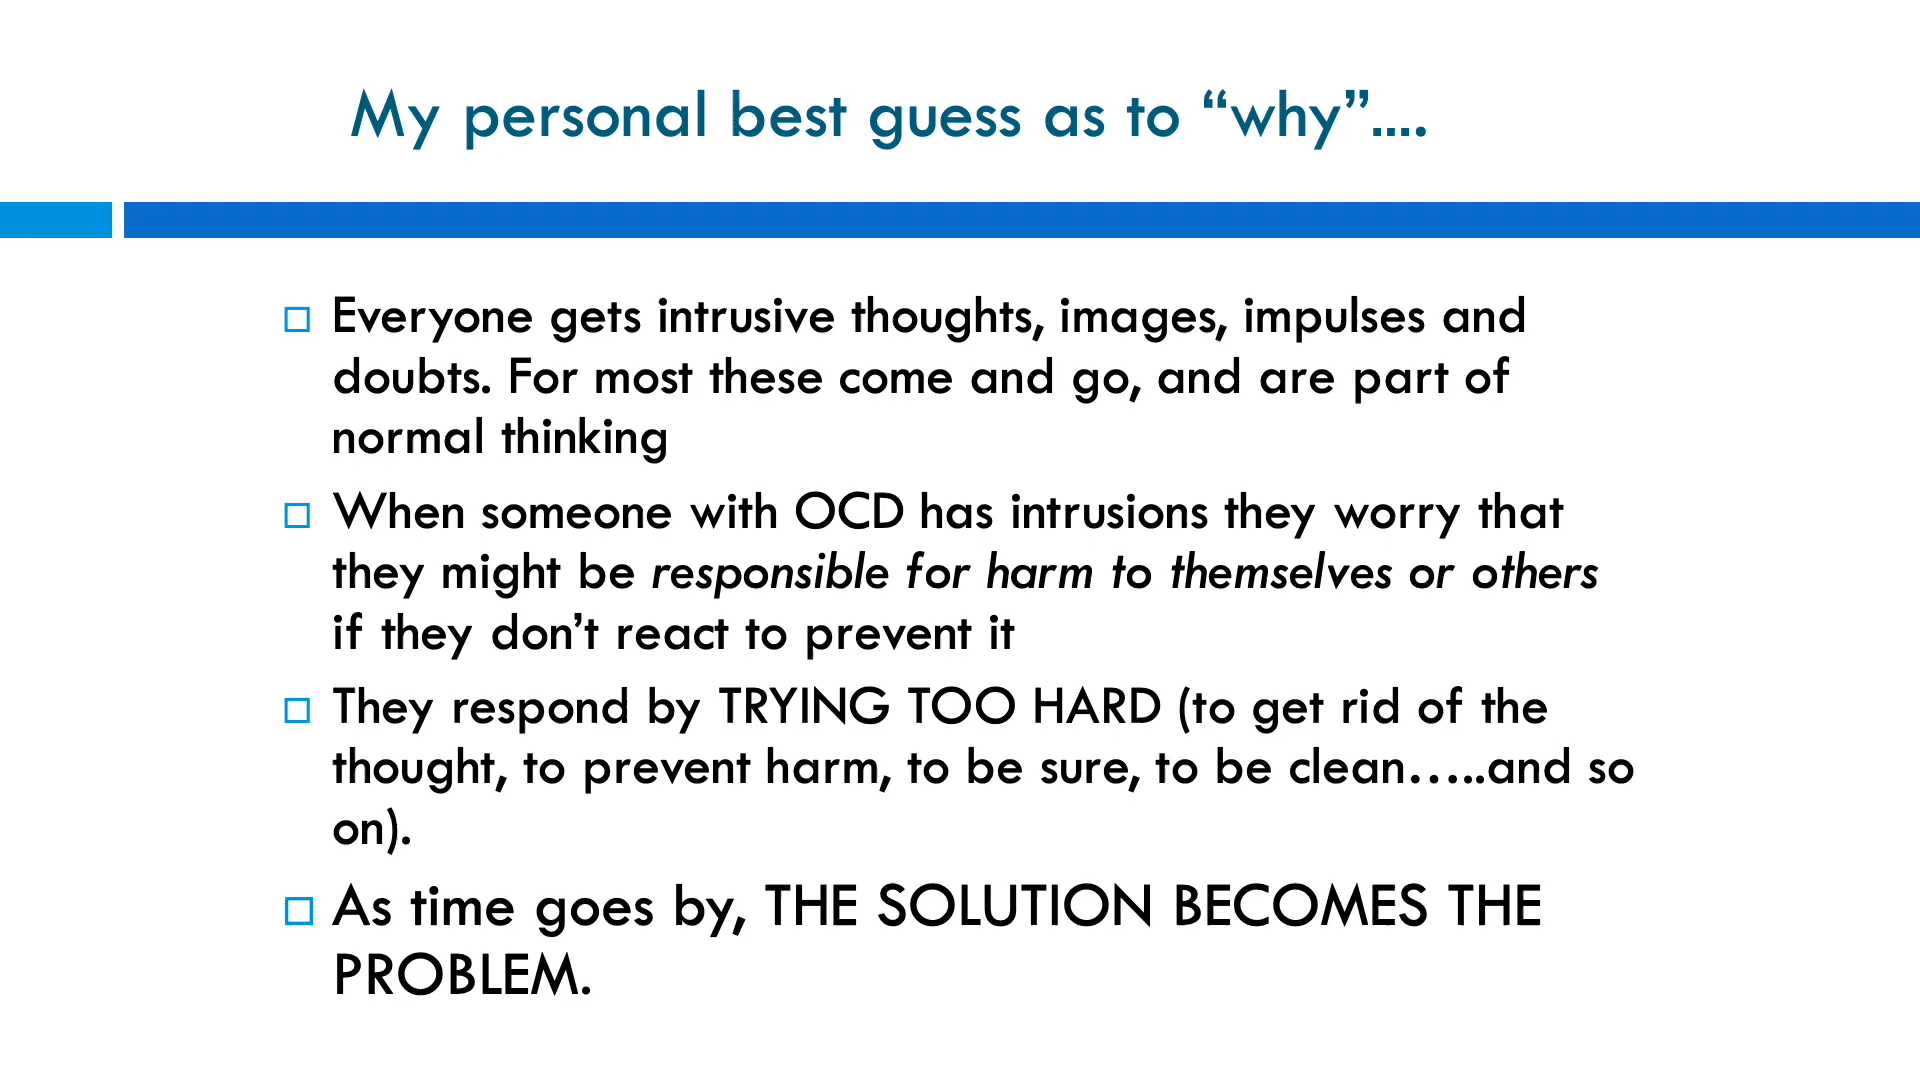 My personal best guess as to “why”....
Everyone gets intrusive thoughts, images, impulses and
doubts. For most these come and go, and are part of
normal thinking
When someone with OCD has intrusions they worry that
they might be responsible for harm to themselves or others
if they don’t react to prevent it
They respond by TRYING TOO HARD (to get rid of the
thought, to prevent harm, to be sure, to be clean…..and so
on).
As time goes by, THE SOLUTION BECOMES THE
PROBLEM.